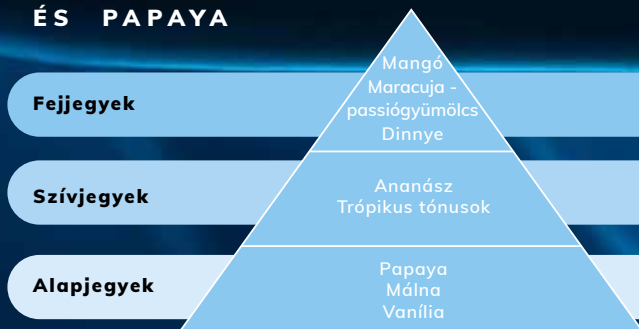 ÉS PAPAYA
Fejjegyek
Mangó
Maracuja -
passiógyümölcs
Dinnye
Szívjegyek
Ananász
Trópikus tónusok
Alapjegyek
Papaya
Málna
Vanília